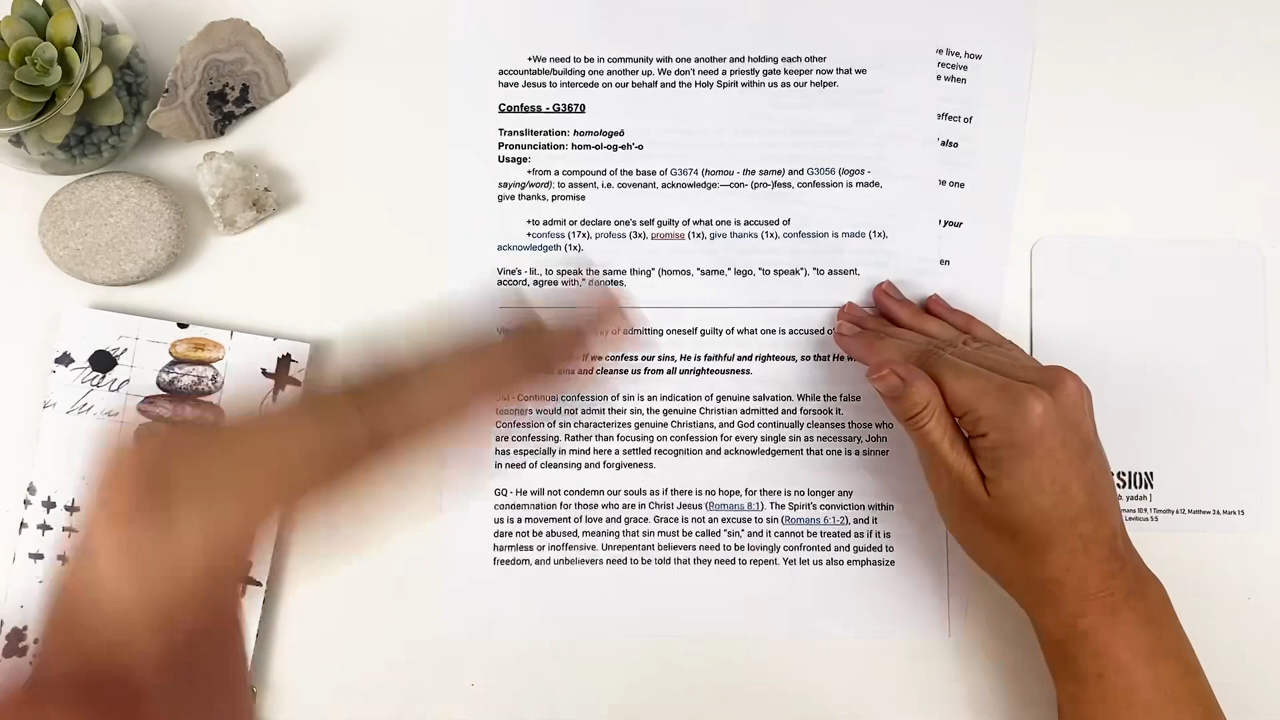 +We need to be in community with one another and holding each other
accountable/building one another up. We don't need a priestly gate keeper now that we
have Jesus to intercede on our behalf and the Holy Spirit within us as our helper.
Confess - G3670
Transliteration: homologeō
Pronunciation: hom-ol-og-eh'-o
Usage:
+from a compound of the base of G3674 (homou - the same) and G3056 (logos -
saying/word); to assent, i.e. covenant, acknowledge:—con- (pro-)fess, confession is made,
give thanks, promise
+to admit or declare one's self guilty of what one is accused of
+confess (17x), profess (3x), promise (1x), give thanks (1x), confession is made (1x),
acknowledgeth (1x).
Vine's - lit., to speak the same thing" (homos, "same," lego, "to speak"), "to assent,
accord, agree with," denotes,
of admitting oneself guilty of what one is accused of
If we confess our sins, He is faithful and righteous, so that He
sins and cleanse us from all unrighteousness.
- Continual confession of sin is an indication of genuine salvation. While the false
teachers would not admit their sin, the genuine Christian admitted and forsook it.
Confession of sin characterizes genuine Christians, and God continually cleanses those who
are confessing. Rather than focusing on confession for every single sin as necessary, John
has especially in mind here a settled recognition and acknowledgement that one is a sinner
in need of cleansing and forgiveness.
GQ - He will not condemn our souls as if there is no hope, for there is no longer any
condemnation for those who are in Christ Jesus (Romans 8:1). The Spirit's conviction within
us is a movement of love and grace. Grace is not an excuse to sin (Romans 6:1-2), and it
dare not be abused, meaning that sin must be called "sin," and it cannot be treated as if it is
harmless or inoffensive. Unrepentant believers need to be lovingly confronted and guided to
freedom, and unbelievers need to be told that they need to repent. Yet let us also emphasize
live, how
receive
when
effect of
also
one
your
en
SSION
b. yadah ]
mans 10:9, 1 Timothy 6:12, Matthew 3:6, Mark 1:5
Leviticus 5:5